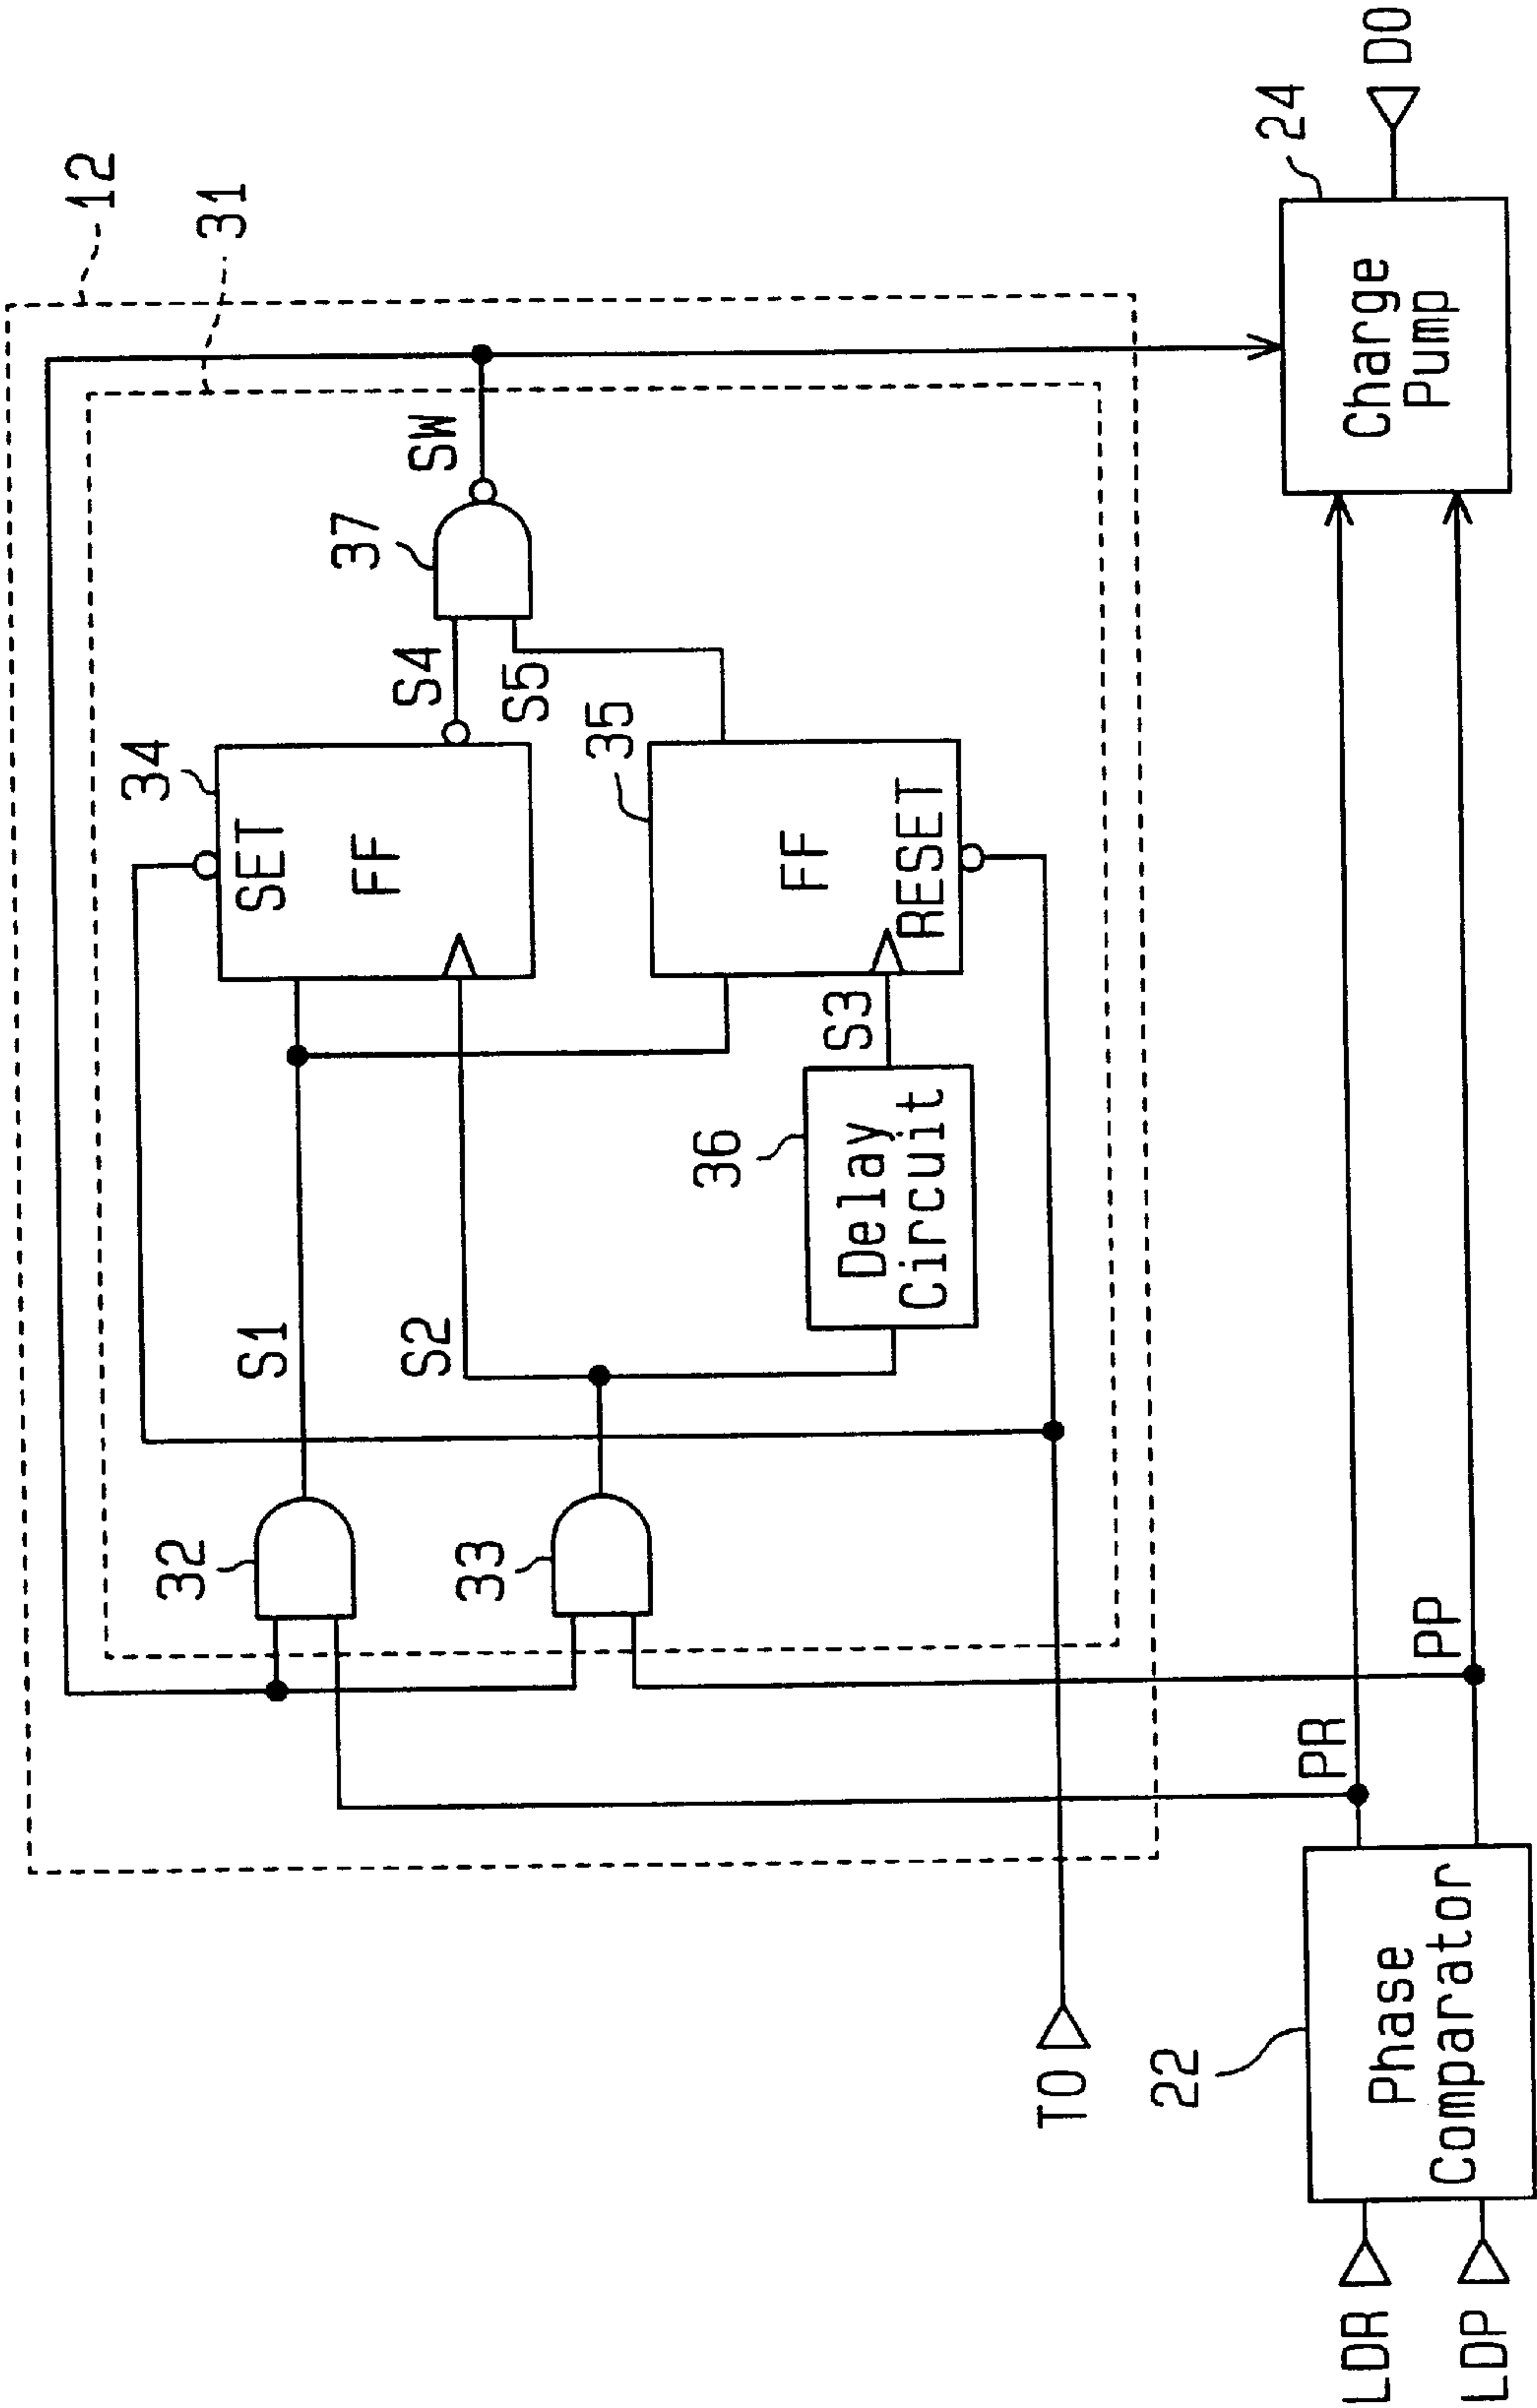 12
31
32
S1
34
SET
FF
S4
37
SW
33
S2
S5
35
FF
RESET
36
Delay
Circuit
S3
TO
22
Phase
Comparator
LDR
LDP
PR
PP
24
Charge
Pump
DO